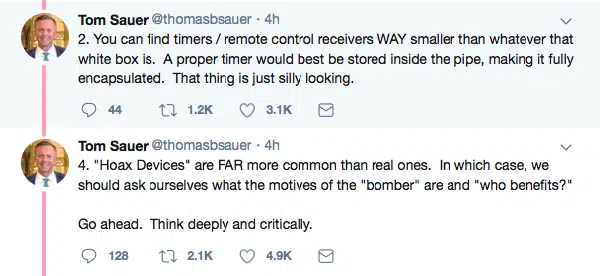 Tom Sauer @thomasbsauer · 4h
2. You can find timers / remote control receivers WAY smaller than whatever that
white box is.  A proper timer would best be stored inside the pipe, making it fully
encapsulated.  That thing is just silly looking.
44 1.2K 3.1K
Tom Sauer @thomasbsauer · 4h
4. "Hoax Devices" are FAR more common than real ones.  In which case, we
should ask ourselves what the motives of the "bomber" are and "who benefits?"
Go ahead.  Think deeply and critically.
128 2.1K 4.9K